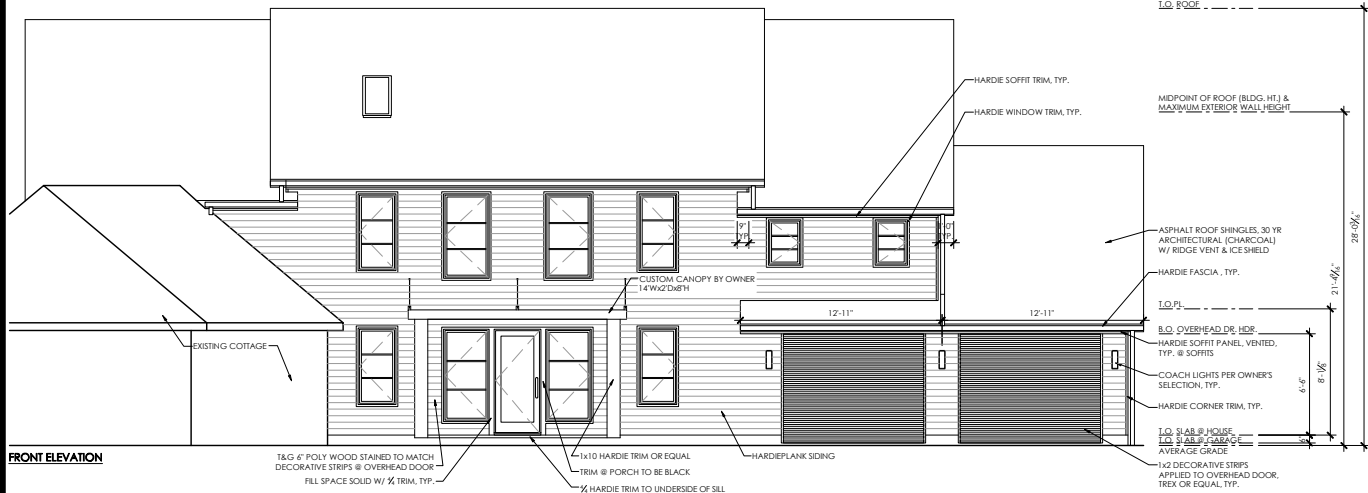 T.O. ROOF
HARDIE SOFFIT TRIM, TYP.
MIDPOINT OF ROOF (BLDG. HT.) &
MAXIMUM EXTERIOR WALL HEIGHT
HARDIE WINDOW TRIM, TYP.
9"
TYP.
TYP.
ASPHALT ROOF SHINGLES, 30 YR
ARCHITECTURAL (CHARCOAL)
W/ RIDGE VENT & ICE SHIELD
HARDIE FASCIA , TYP.
CUSTOM CANOPY BY OWNER
14'Wx2'Dx8"H
T.O.PL.
12'-11"
12'-11"
B.O. OVERHEAD DR. HDR.
HARDIE SOFFIT PANEL, VENTED,
TYP. @ SOFFITS
EXISTING COTTAGE
COACH LIGHTS PER OWNER'S
SELECTION, TYP.
6'-6"
HARDIE CORNER TRIM, TYP.
T.O. SLAB @ HOUSE
T.O. SLAB @ GARAGE
AVERAGE GRADE
FRONT ELEVATION
T&G 6" POLY WOOD STAINED TO MATCH
DECORATIVE STRIPS @ OVERHEAD DOOR
FILL SPACE SOLID W/ TRIM, TYP.
1x10 HARDIE TRIM OR EQUAL
TRIM @ PORCH TO BE BLACK
HARDIE TRIM TO UNDERSIDE OF SILL
HARDIEPLANK SIDING
1x2 DECORATIVE STRIPS
APPLIED TO OVERHEAD DOOR,
TREX OR EQUAL, TYP.